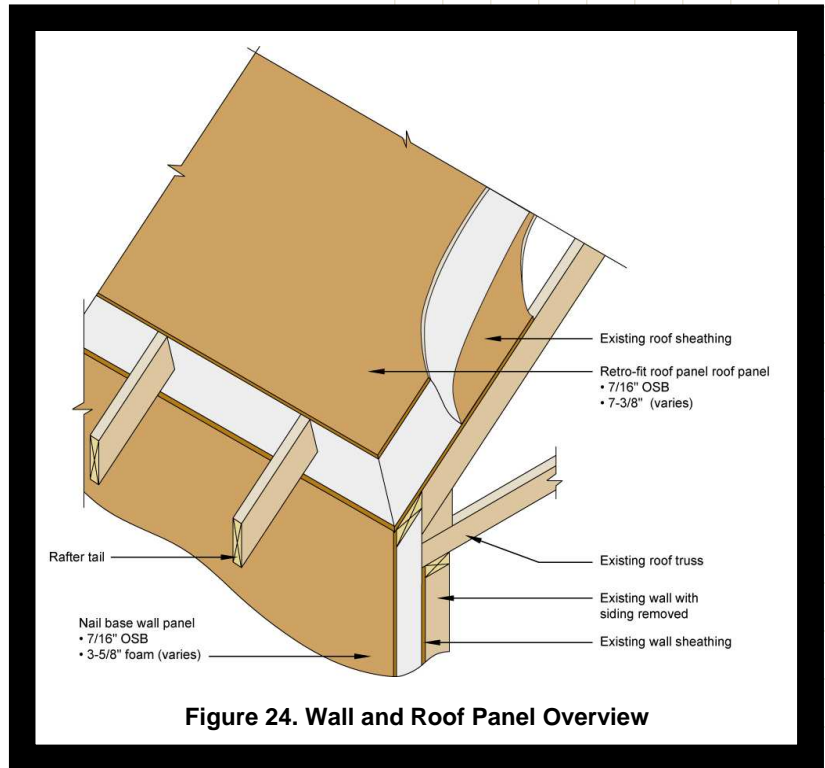 Existing roof sheathing
Retro-fit roof panel roof panel
• 7/16" OSB
• 7-3/8" (varies)
Rafter tail
Existing roof truss
Existing wall with
siding removed
Existing wall sheathing
Nail base wall panel
• 7/16" OSB
• 3-5/8" foam (varies)
Figure 24. Wall and Roof Panel Overview